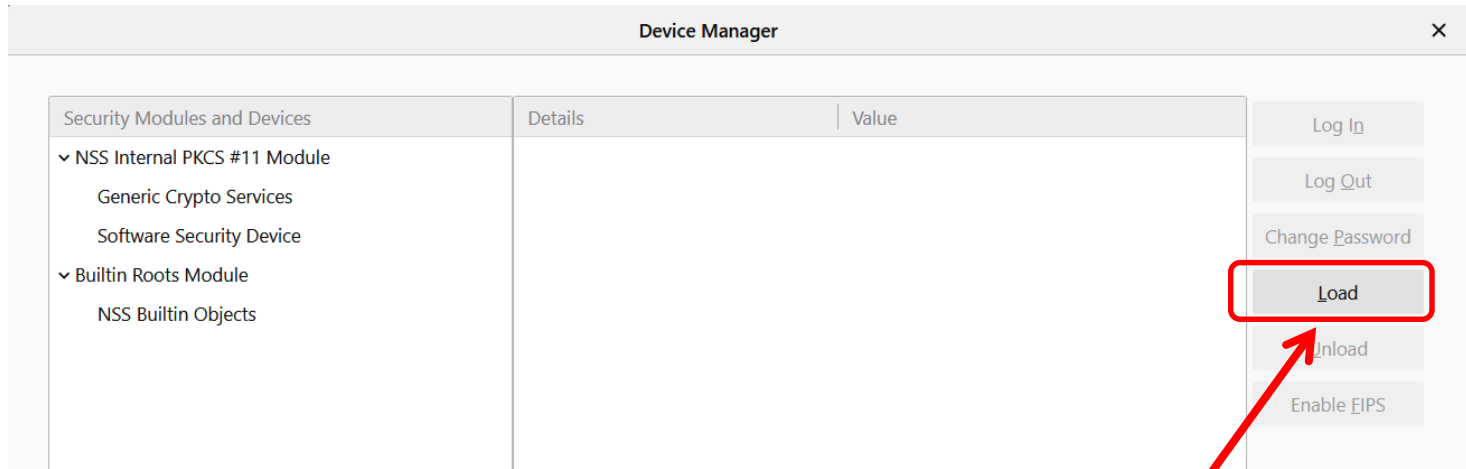 Device Manager
Security Modules and Devices
Details
Value
NSS Internal PKCS #11 Module
Generic Crypto Services
Software Security Device
Builtin Roots Module
NSS Builtin Objects
Log In
Log Out
Change Password
Load
Unload
Enable FIPS